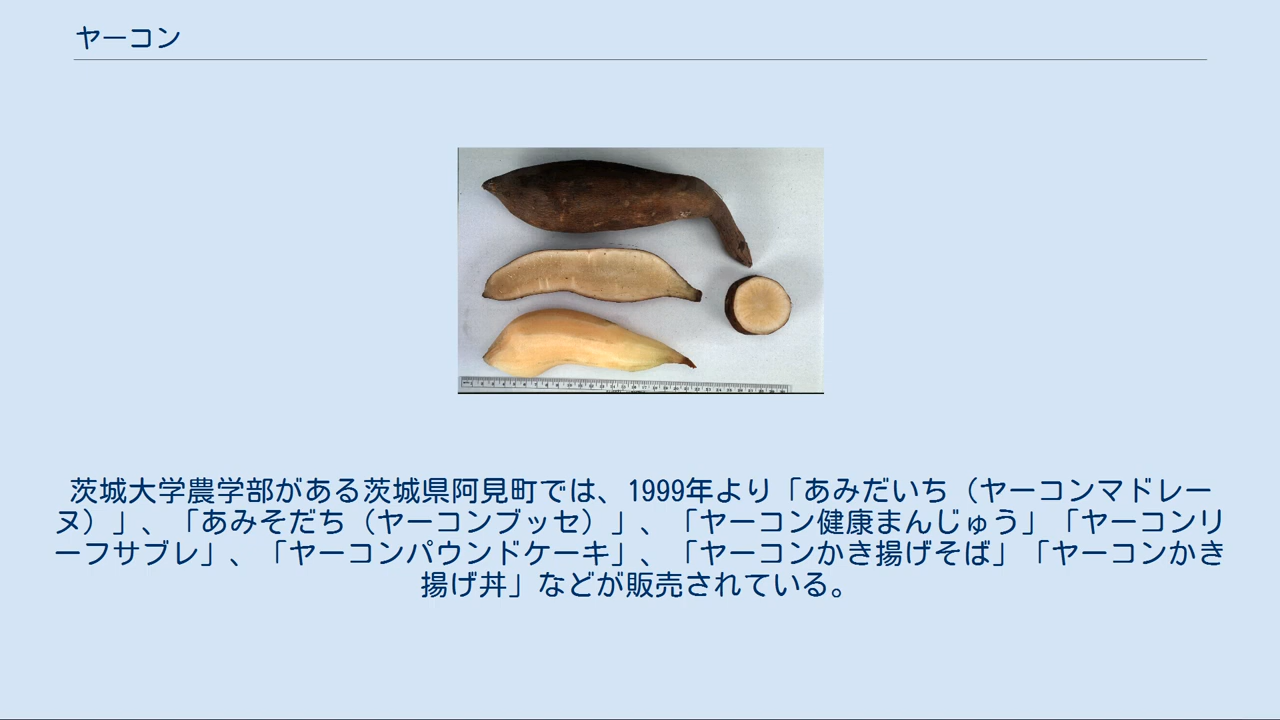 ヤーコン
茨城大学農学部がある茨城県阿見町では、1999年より「あみだいち（ヤーコンマドレー
ヌ）」、「あみそだち（ヤーコンブッセ）」、「ヤーコン健康まんじゅう」「ヤーコンリ
ーフサブレ」、「ヤーコンパウンドケーキ」、「ヤーコンかき揚げそば」「ヤーコンかき
揚げ丼」などが販売されている。